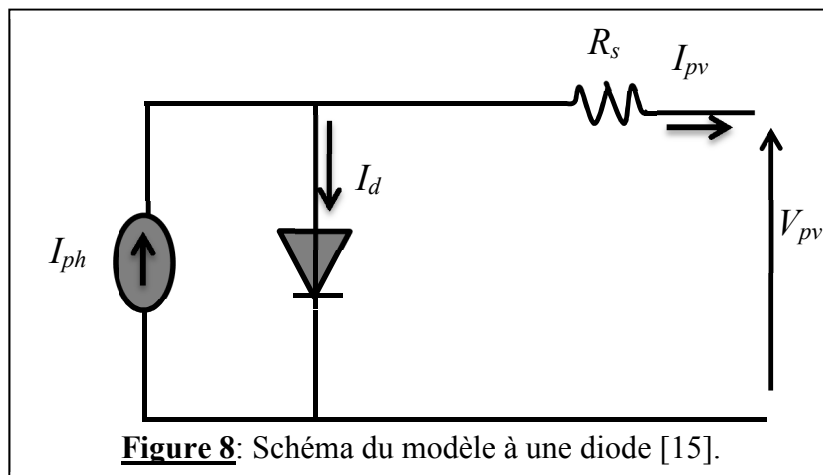 R_s
I_pv
I_d
I_ph
V_pv
Figure 8: Schéma du modèle à une diode [15].